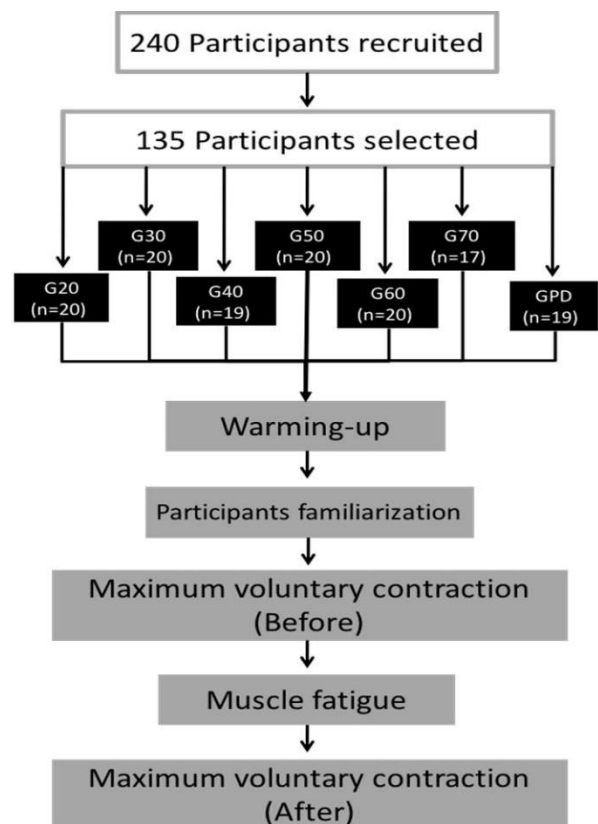 240 Participants recruited
135 Participants selected
G30
(n=20)
G50
(n=20)
G70
(n=17)
G20
(n=20)
G40
(n=19)
G60
(n=20)
GPD
(n=19)
Warming-up
Participants familiarization
Maximum voluntary contraction
(Before)
Muscle fatigue
Maximum voluntary contraction
(After)